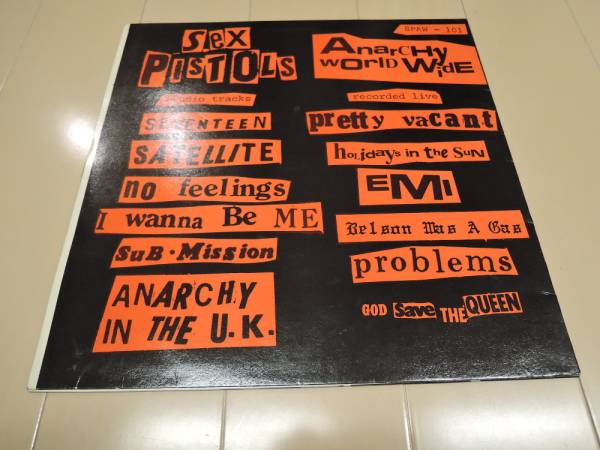 SeX
PISTOLS
studio tracks
SEVENTEEN
SATELLITE
no feelings
I wanna Be ME
SuB·Mission
ANARCHY
IN THE U.K.
SPAW - 101
AnarCHy
WORLD WiDE
recorded live
pretty vacant
holidays in the SUN
EMI
Belson Was A Gas
problems
GOD Save THE QUEEN